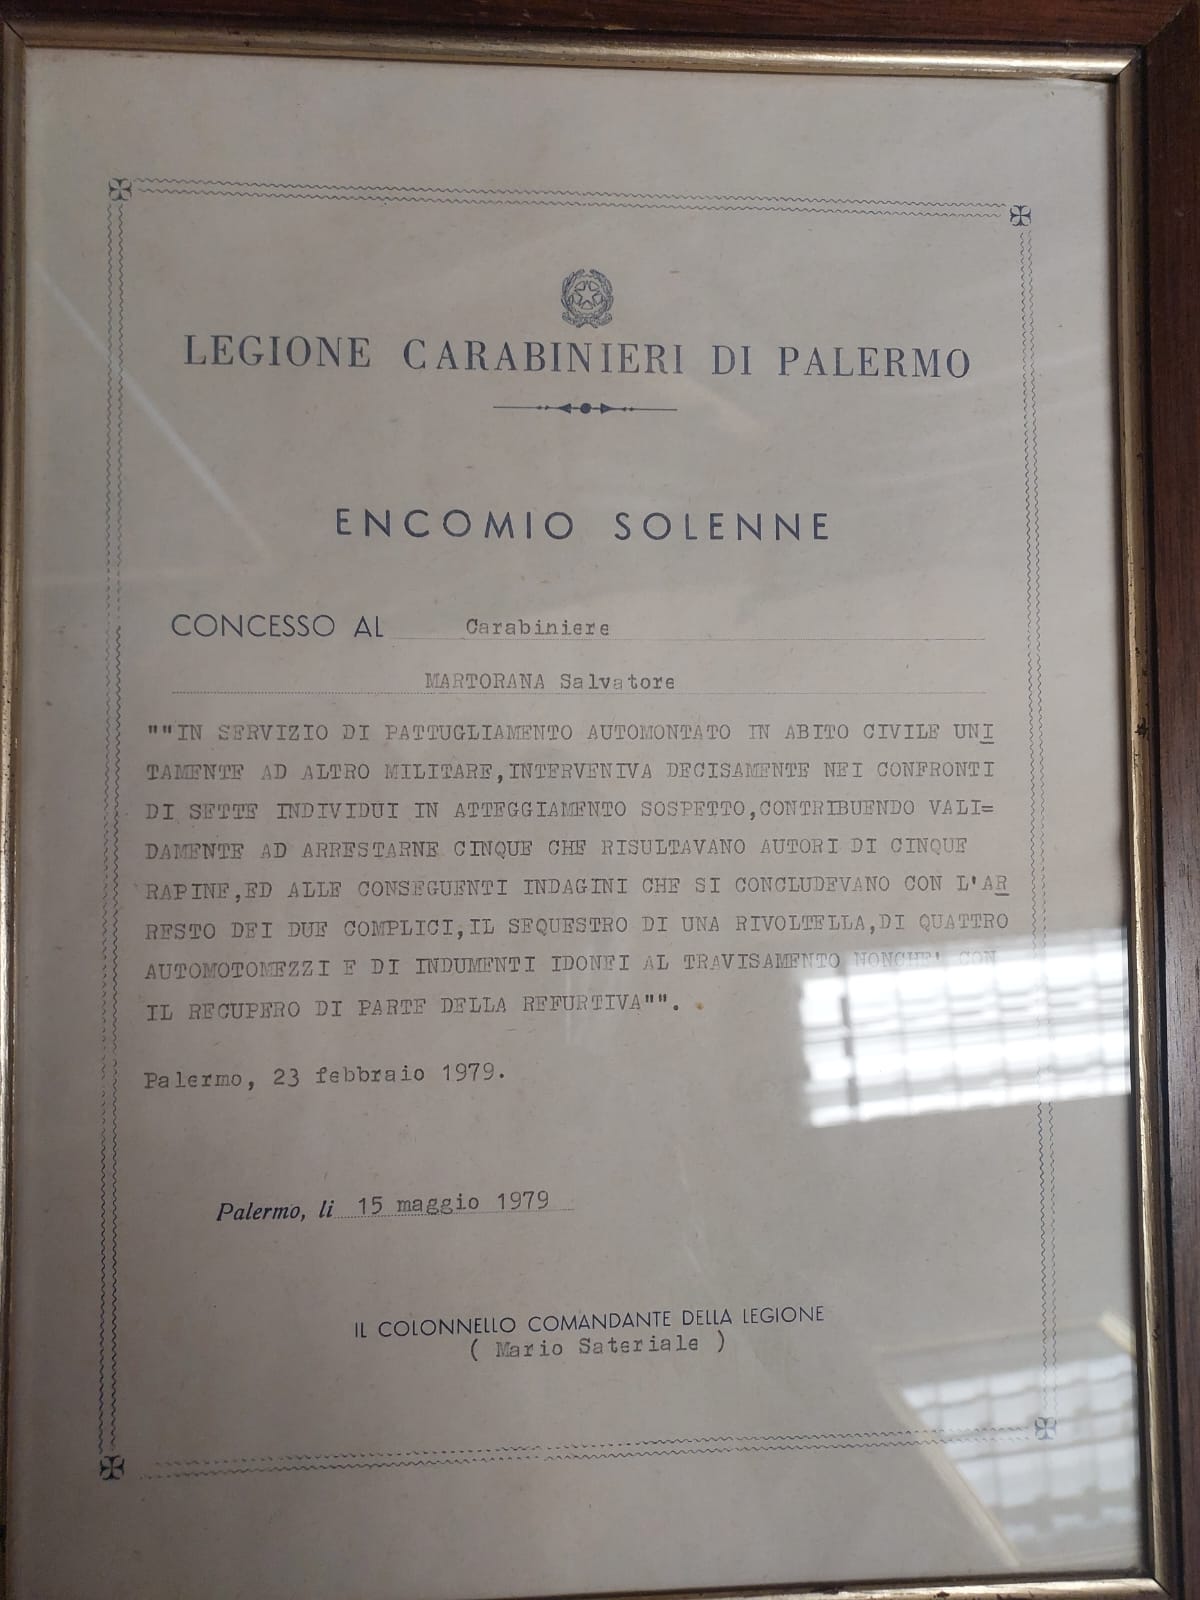 LEGIONE CARABINIERI DI PALERMO
ENCOMIO SOLENNE
CONCESSO AL Carabiniere
MARTORANA Salvatore
""IN SERVIZIO DI PATTUGLIAMENTO AUTOMONTATO IN ABITO CIVILE UNI
TAMENTE AD ALTRO MILITARE,INTERVENIVA DECISAMENTE NEI CONFRONTI
DI SETTE INDIVIDUI IN ATTEGGIAMENTO SOSPETTO,CONTRIBUENDO VALI=
DAMENTE AD ARRESTARNE CINQUE CHE RISULTAVANO AUTORI DI CINQUE
RAPINE,ED ALLE CONSEGUENTI INDAGINI CHE SI CONCLUDEVANO CON L'AR
RESTO DEI DUE COMPLICI,IL SEQUESTRO DI UNA RIVOLTELLA,DI QUATTRO
AUTOMOTOMEZZI E DI INDUMENTI IDONEI AL TRAVISAMENTO NONCHE' CON
IL RECUPERO DI PARTE DELLA REFURTIVA"".
Palermo, 23 febbraio 1979.
Palermo, li 15 maggio 1979
IL COLONNELLO COMANDANTE DELLA LEGIONE
( Mario Sateriale )